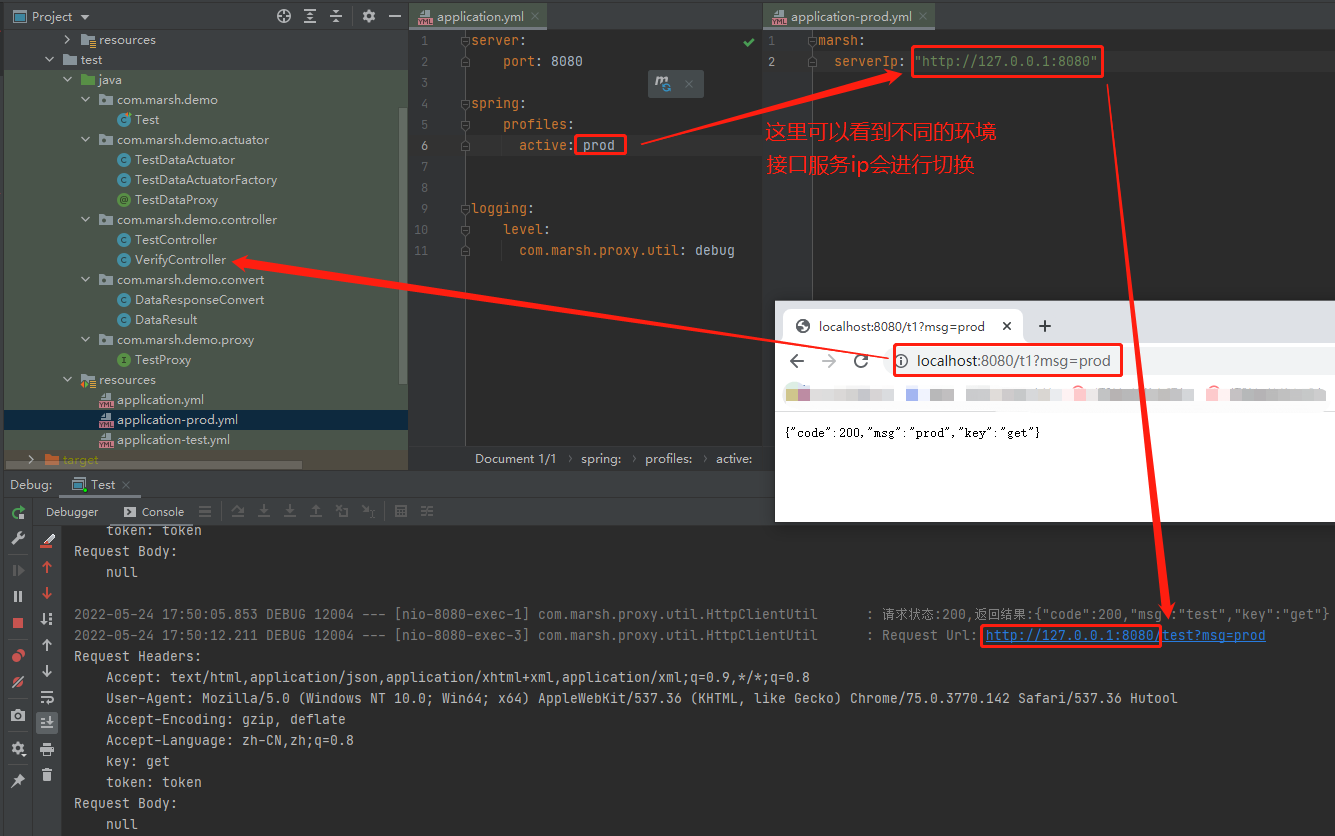 Project
resources
test
java
com.marsh.demo
Test
com.marsh.demo.actuator
TestDataActuator
TestDataActuatorFactory
TestDataProxy
com.marsh.demo.controller
TestController
VerifyController
com.marsh.demo.convert
DataResponseConvert
DataResult
com.marsh.demo.proxy
TestProxy
resources
application.yml
application-prod.yml
application-test.yml
target
application.yml
1 server:
2 port: 8080
3
4 spring:
5 profiles:
6 active: prod
7
8
9 logging:
10 level:
11 com.marsh.proxy.util: debug
Document 1/1 › spring: › profiles: › active:
application-prod.yml
1 marsh:
2 serverIp: "http://127.0.0.1:8080"
这里可以看到不同的环境
接口服务ip会进行切换
localhost:8080/t1?msg=prod
localhost:8080/t1?msg=prod
{"code":200,"msg":"prod","key":"get"}
Debug: Test
Debugger Console
token: token
Request Body:
null
2022-05-24 17:50:05.853 DEBUG 12004 --- [nio-8080-exec-1] com.marsh.proxy.util.HttpClientUtil : 请求状态:200,返回结果:{"code":200,"msg":"test","key":"get"}
2022-05-24 17:50:12.211 DEBUG 12004 --- [nio-8080-exec-3] com.marsh.proxy.util.HttpClientUtil : Request Url: http://127.0.0.1:8080/test?msg=prod
Request Headers:
Accept: text/html,application/json,application/xhtml+xml,application/xml;q=0.9,*/*;q=0.8
User-Agent: Mozilla/5.0 (Windows NT 10.0; Win64; x64) AppleWebKit/537.36 (KHTML, like Gecko) Chrome/75.0.3770.142 Safari/537.36 Hutool
Accept-Encoding: gzip, deflate
Accept-Language: zh-CN,zh;q=0.8
key: get
token: token
Request Body:
null